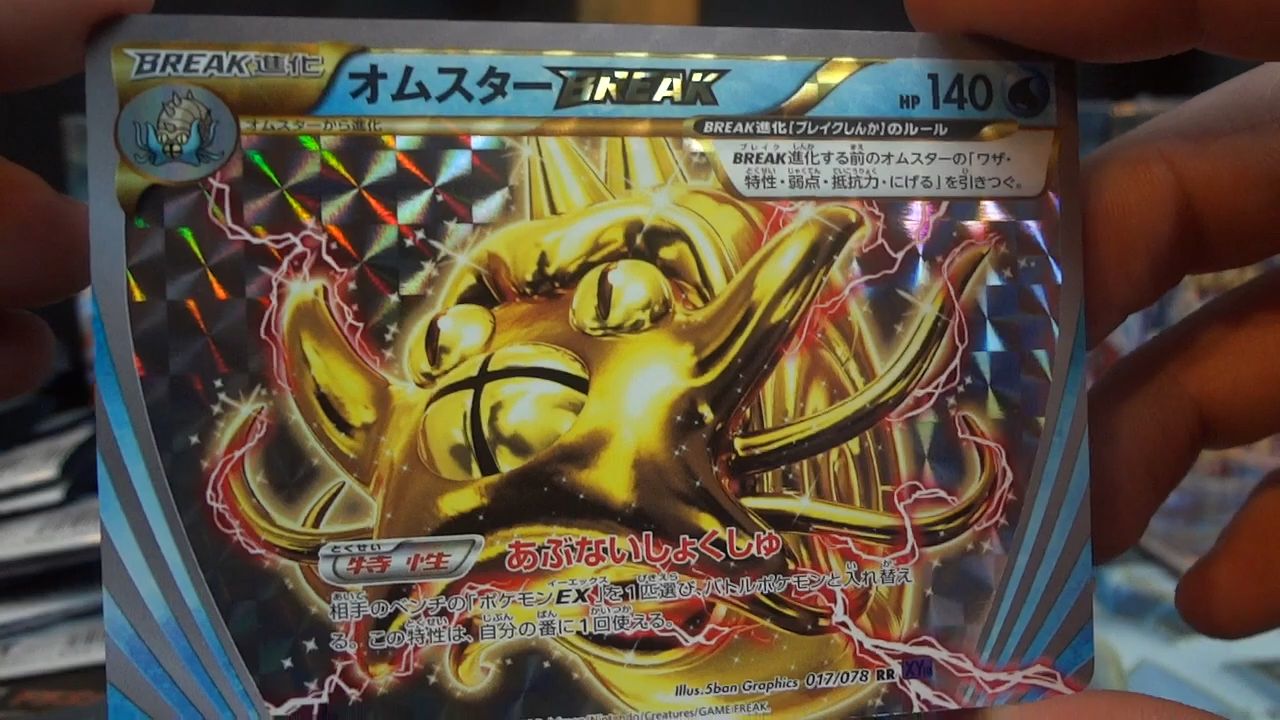 BREAK進化
オムスター BREAK
HP 140
オムスターから進化
BREAK進化【ブレイクしんか】のルール
BREAK進化する前のオムスターの「ワザ・
特性・弱点・抵抗力・にげる」を引きつぐ。
特性 あぶないしょくしゅ
相手のベンチの「ポケモンEX」を1匹選び、バトルポケモンと入れ替え
る。この特性は、自分の番に1回使える。
Illus.5ban Graphics 017/078 RR XY
Nintendo/Creatures/GAME FREAK.